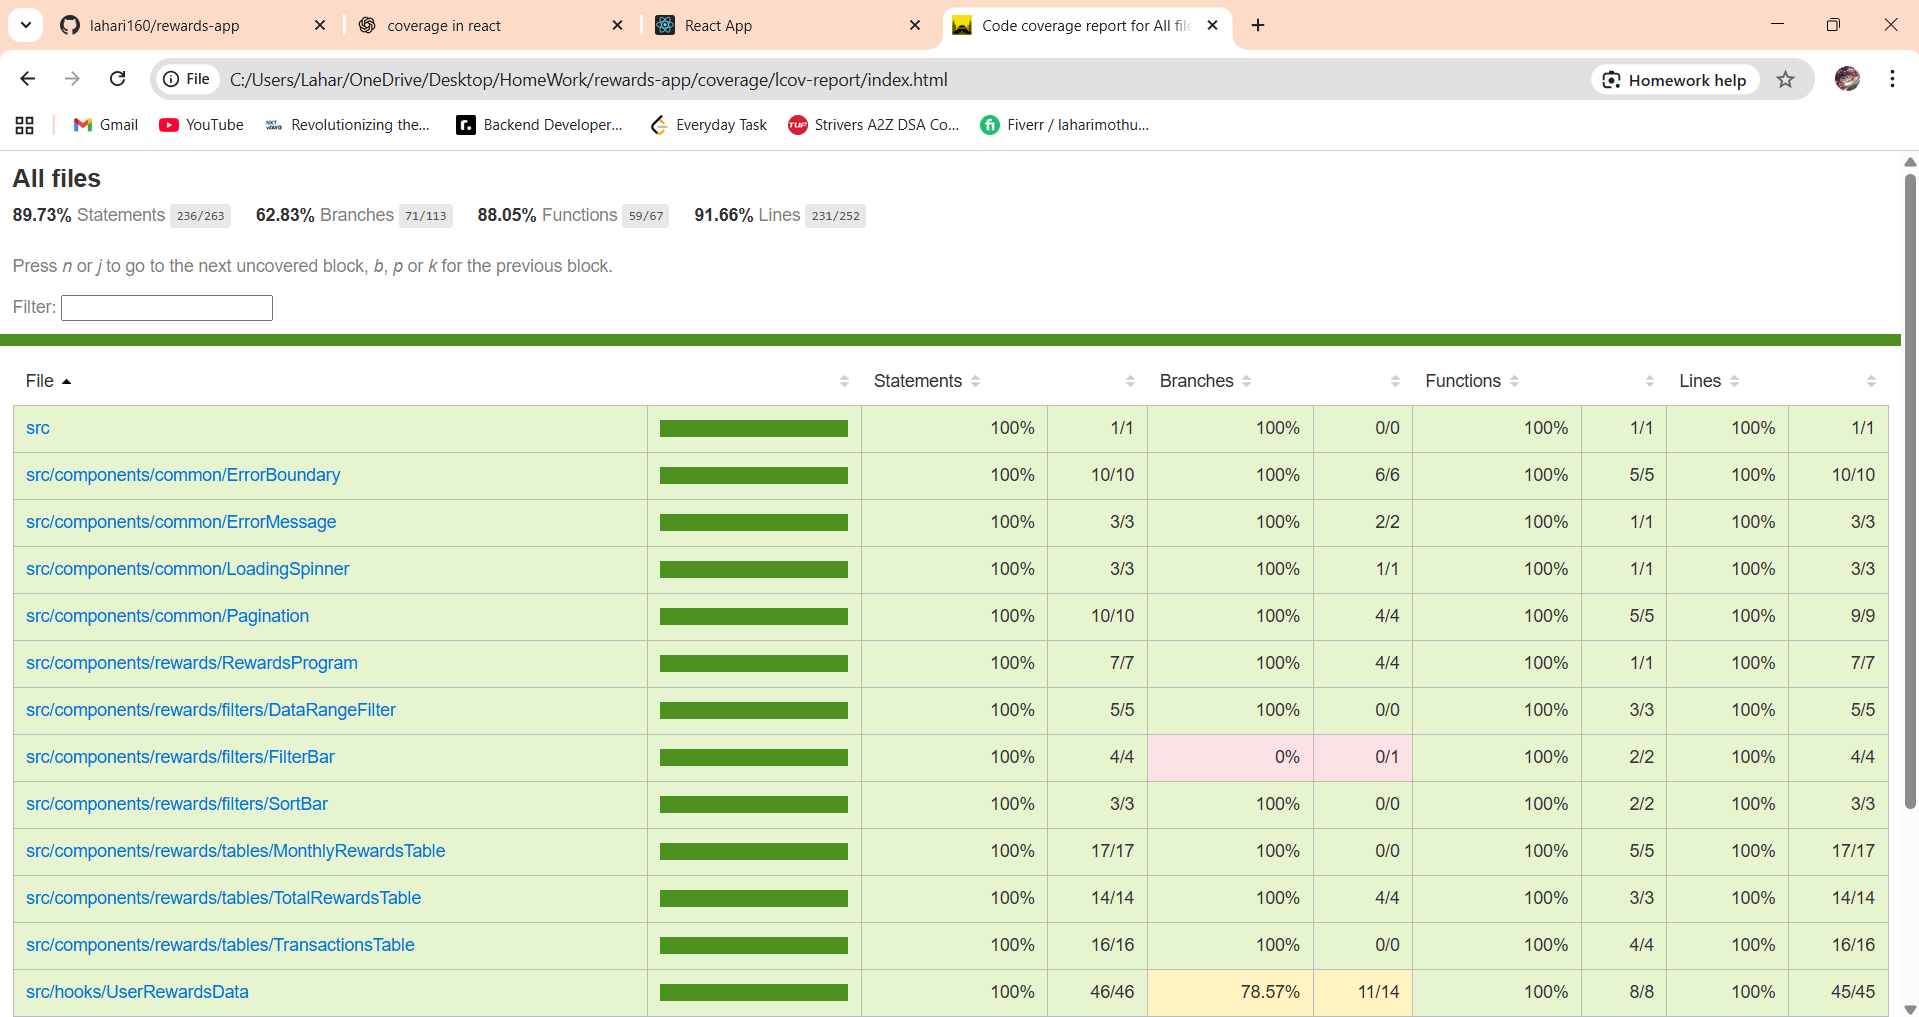 lahari160/rewards-app
coverage in react
React App
Code coverage report for All file
File
C:/Users/Lahar/OneDrive/Desktop/HomeWork/rewards-app/coverage/lcov-report/index.html
Homework help
Gmail
YouTube
Revolutionizing the...
Backend Developer...
Everyday Task
TUF
Strivers A2Z DSA Co...
Fiverr / laharimothu...
All files
89.73% Statements 236/263 62.83% Branches 71/113 88.05% Functions 59/67 91.66% Lines 231/252
Press n or j to go to the next uncovered block, b, p or k for the previous block.
Filter:
File Statements Branches Functions Lines
src 100% 1/1 100% 0/0 100% 1/1 100% 1/1
src/components/common/ErrorBoundary 100% 10/10 100% 6/6 100% 5/5 100% 10/10
src/components/common/ErrorMessage 100% 3/3 100% 2/2 100% 1/1 100% 3/3
src/components/common/LoadingSpinner 100% 3/3 100% 1/1 100% 1/1 100% 3/3
src/components/common/Pagination 100% 10/10 100% 4/4 100% 5/5 100% 9/9
src/components/rewards/RewardsProgram 100% 7/7 100% 4/4 100% 1/1 100% 7/7
src/components/rewards/filters/DataRangeFilter 100% 5/5 100% 0/0 100% 3/3 100% 5/5
src/components/rewards/filters/FilterBar 100% 4/4 0% 0/1 100% 2/2 100% 4/4
src/components/rewards/filters/SortBar 100% 3/3 100% 0/0 100% 2/2 100% 3/3
src/components/rewards/tables/MonthlyRewardsTable 100% 17/17 100% 0/0 100% 5/5 100% 17/17
src/components/rewards/tables/TotalRewardsTable 100% 14/14 100% 4/4 100% 3/3 100% 14/14
src/components/rewards/tables/TransactionsTable 100% 16/16 100% 0/0 100% 4/4 100% 16/16
src/hooks/UserRewardsData 100% 46/46 78.57% 11/14 100% 8/8 100% 45/45